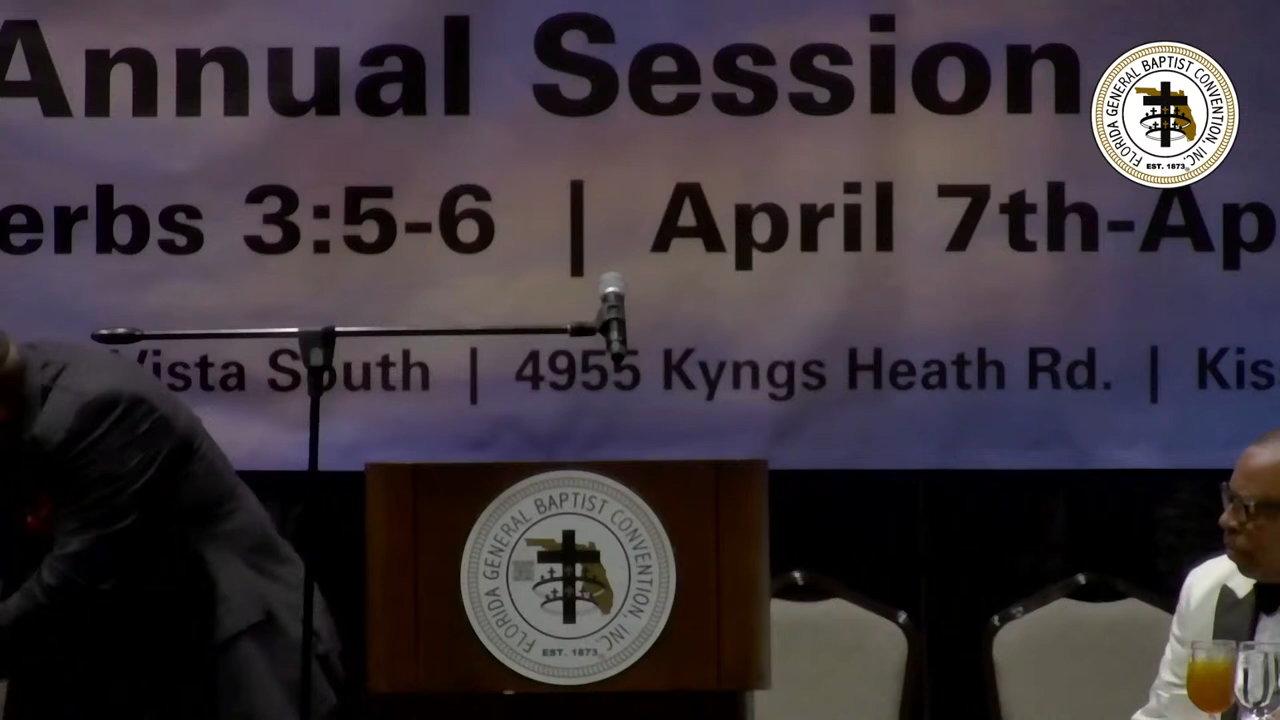 Annual Session
erbs 3:5-6 | April 7th-Ap
Vista South | 4955 Kyngs Heath Rd. | Kis
FLORIDA GENERAL BAPTIST CONVENTION, INC.
EST. 1873
FLORIDA GENERAL BAPTIST CONVENTION, INC.
EST. 1873